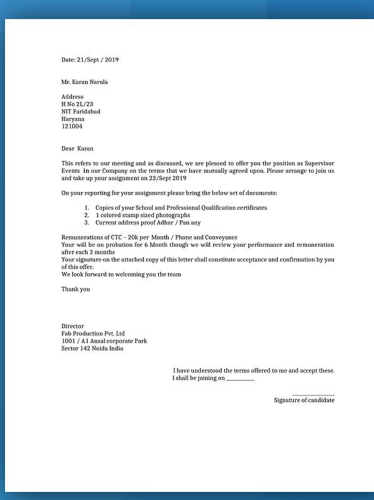 Date: 21/Sept / 2019
Mr. Karan Narula
Address
H No 2L/23
NIT Faridabad
Haryana
121004
Dear Karan
This refers to our meeting and as discussed, we are pleased to offer you the position as Supervisor
Events in our Company on the terms that we have mutually agreed upon. Please arrange to join us
and take up your assignment on 23/Sept 2019
On your reporting for your assignment please bring the below set of documents:
1. Copies of your School and Professional Qualification certificates
2. 1 colored stamp sized photographs
3. Current address proof Adhar / Pan any
Remunerations of CTC – 20k per Month / Phone and Conveyance
Your will be on probation for 6 Month though we will review your performance and remuneration
after each 3 months
Your signature on the attached copy of this letter shall constitute acceptance and confirmation by you
of this offer.
We look forward to welcoming you the team
Thank you
Director
Fab Production Pvt. Ltd
1001 / A1 Ansal corporate Park
Sector 142 Noida India
I have understood the terms offered to me and accept these.
I shall be joining on ___________
________________
Signature of candidate